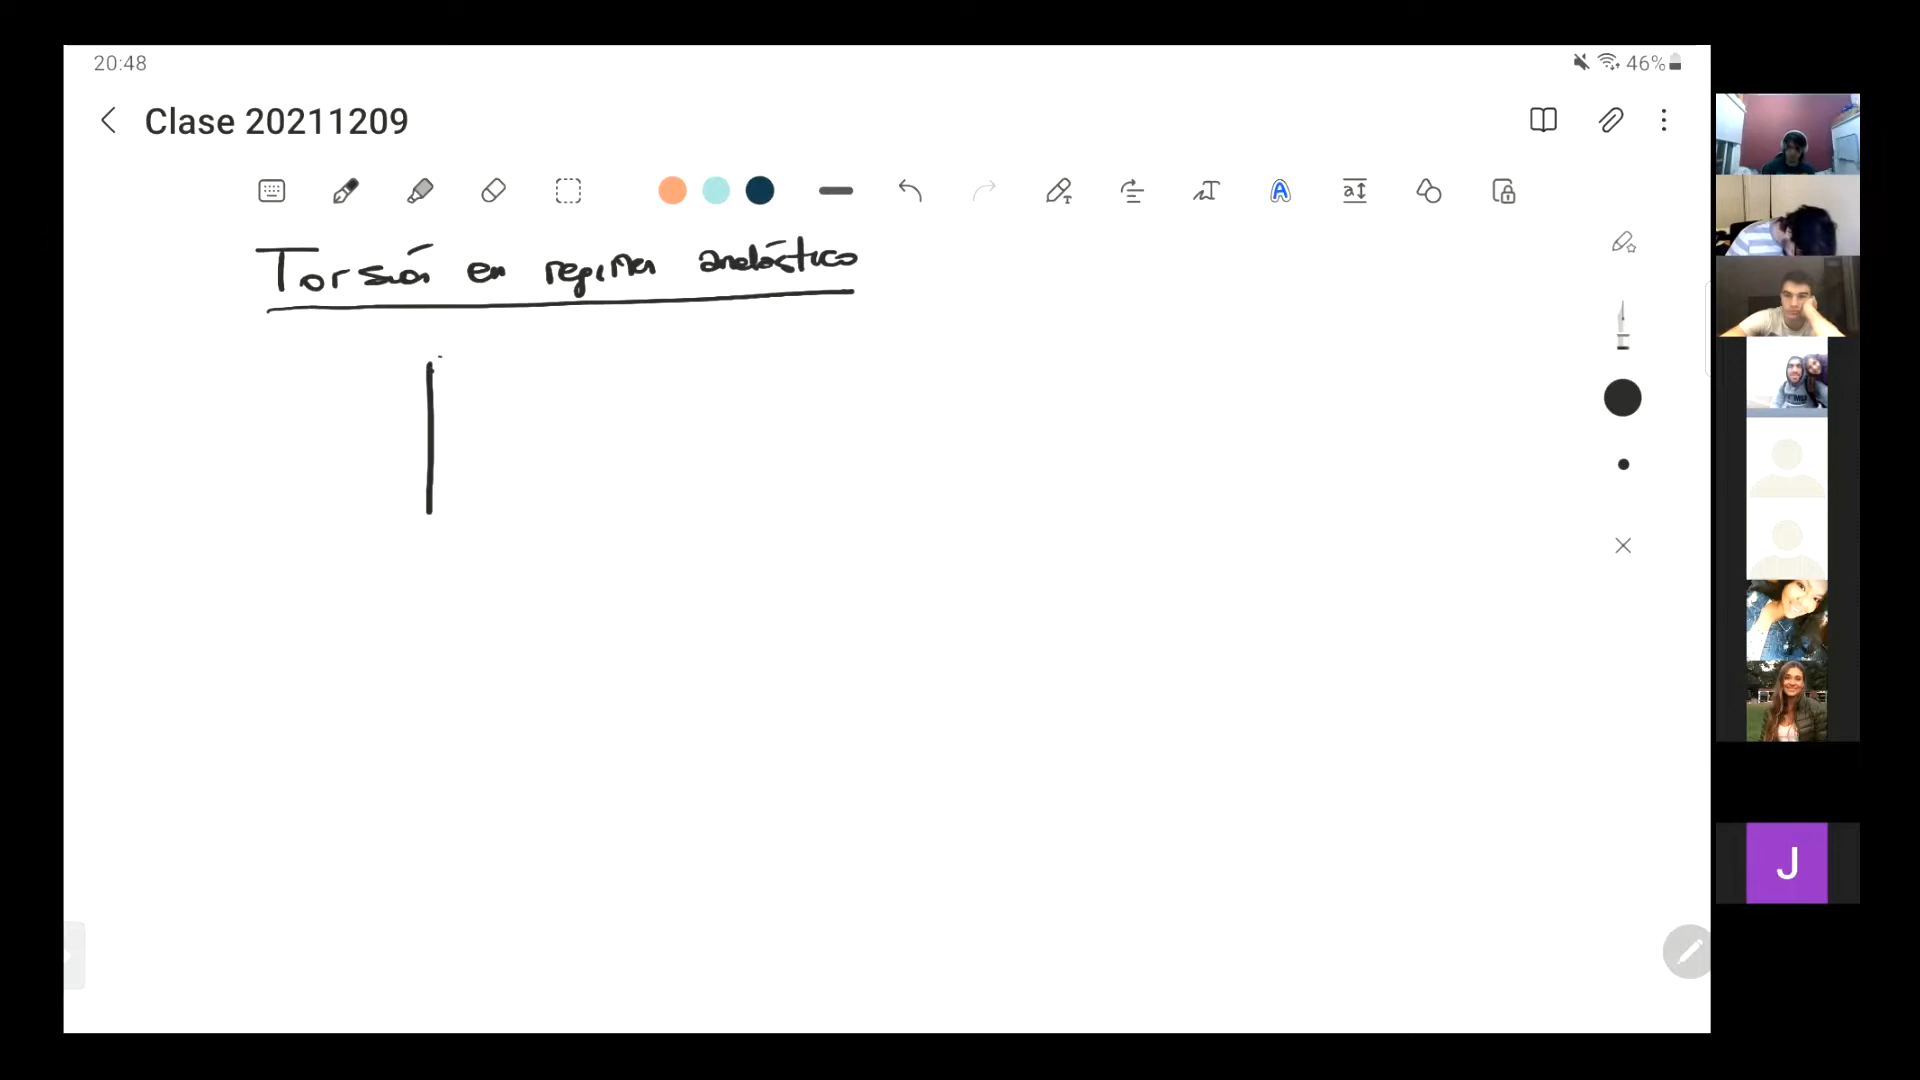 20:48
46%
Clase 20211209
Torsión en regimen anelástico
J